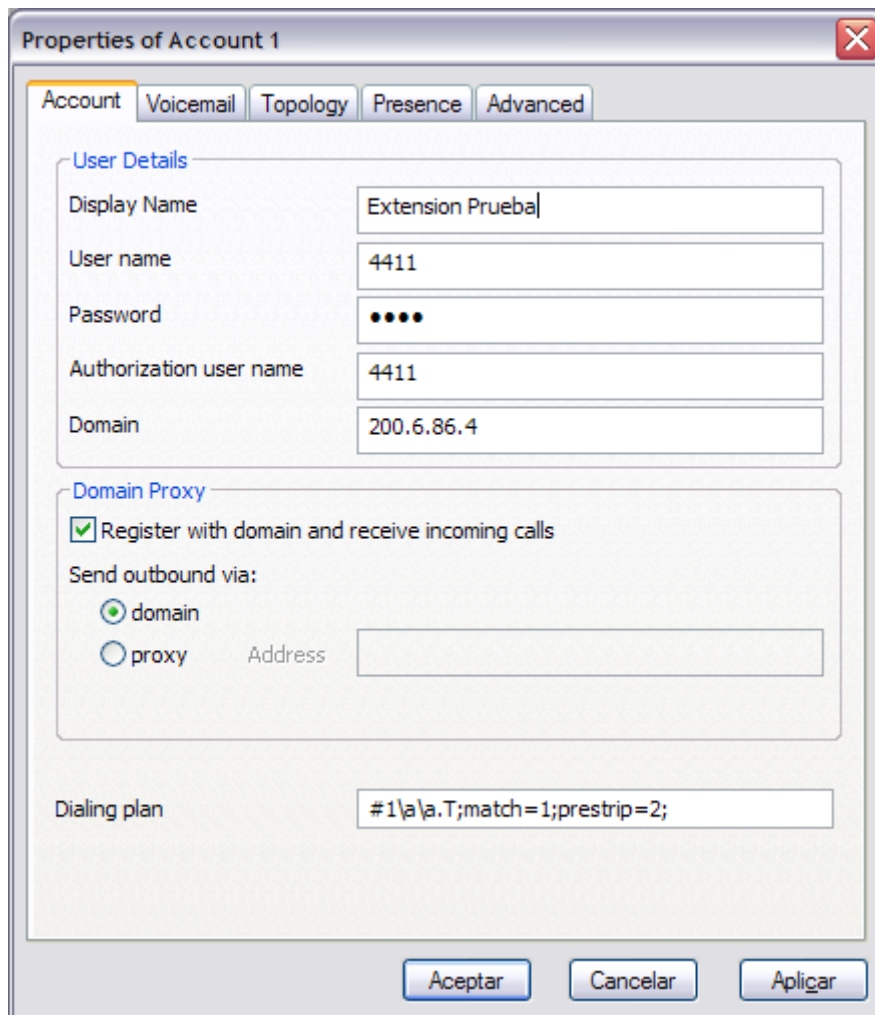 Properties of Account 1
Account Voicemail Topology Presence Advanced
User Details
Display Name Extension Prueba
User name 4411
Password ••••
Authorization user name 4411
Domain 200.6.86.4
Domain Proxy
Register with domain and receive incoming calls
Send outbound via:
domain
proxy Address
Dialing plan #1\a\a.T;match=1;prestrip=2;
Aceptar Cancelar Aplicar